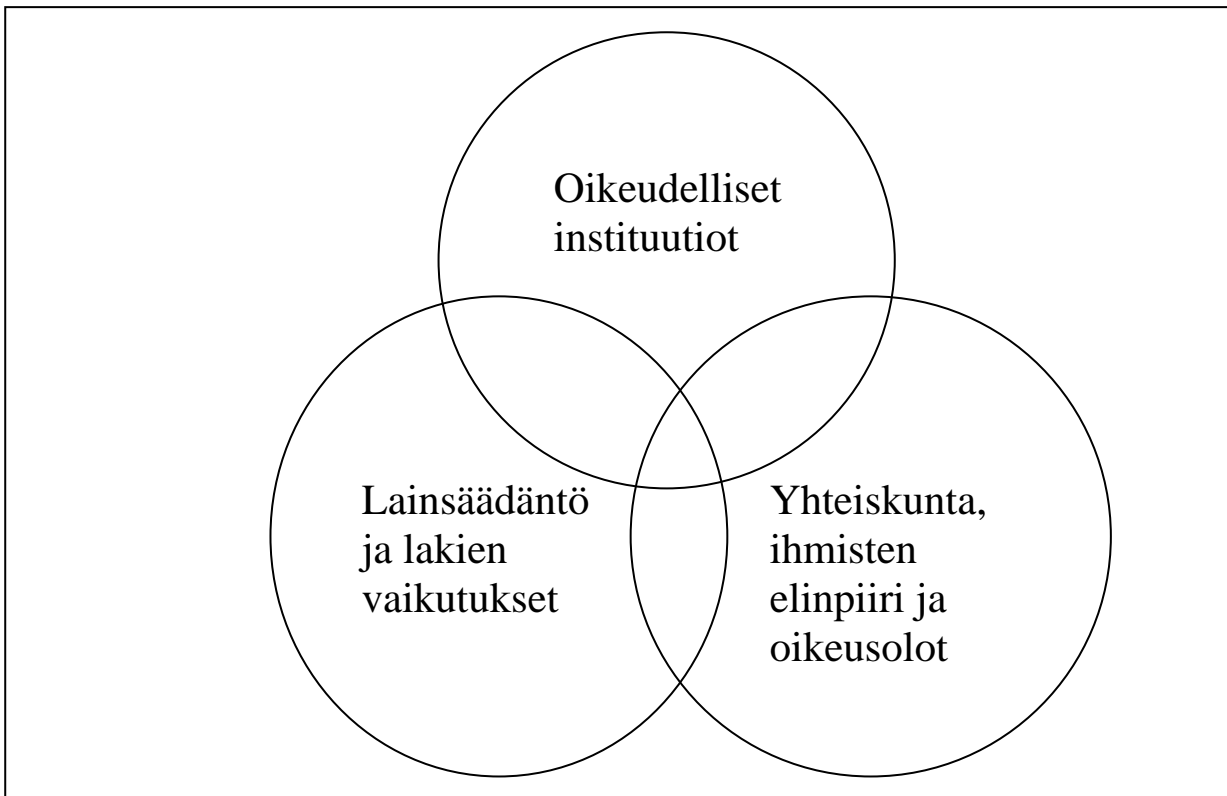 Oikeudelliset
instituutiot
Lainsäädäntö
ja lakien
vaikutukset
Yhteiskunta,
ihmisten
elinpiiri ja
oikeusolot